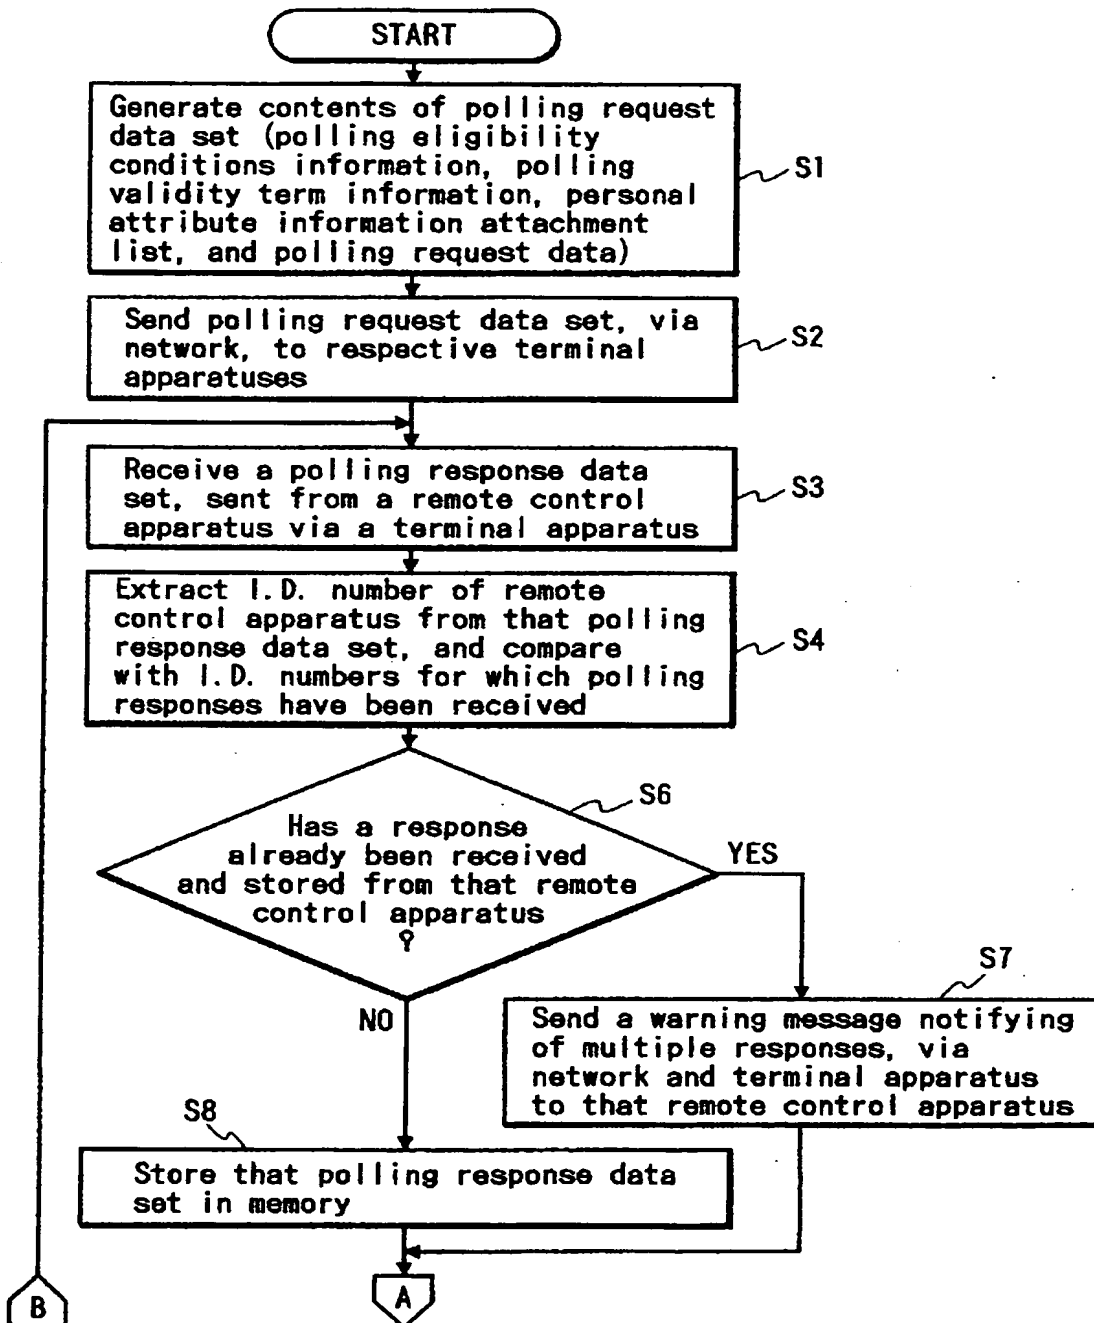 START
Generate contents of polling request
data set (polling eligibility
conditions information, polling
validity term information, personal
attribute information attachment
list, and polling request data)
S1
Send polling request data set, via
network, to respective terminal
apparatuses
S2
Receive a polling response data
set, sent from a remote control
apparatus via a terminal apparatus
S3
Extract I.D. number of remote
control apparatus from that polling
response data set, and compare
with I.D. numbers for which polling
responses have been received
S4
S6
Has a response
already been received
and stored from that remote
control apparatus
?
YES
NO
S7
Send a warning message notifying
of multiple responses, via
network and terminal apparatus
to that remote control apparatus
S8
Store that polling response data
set in memory
B
A